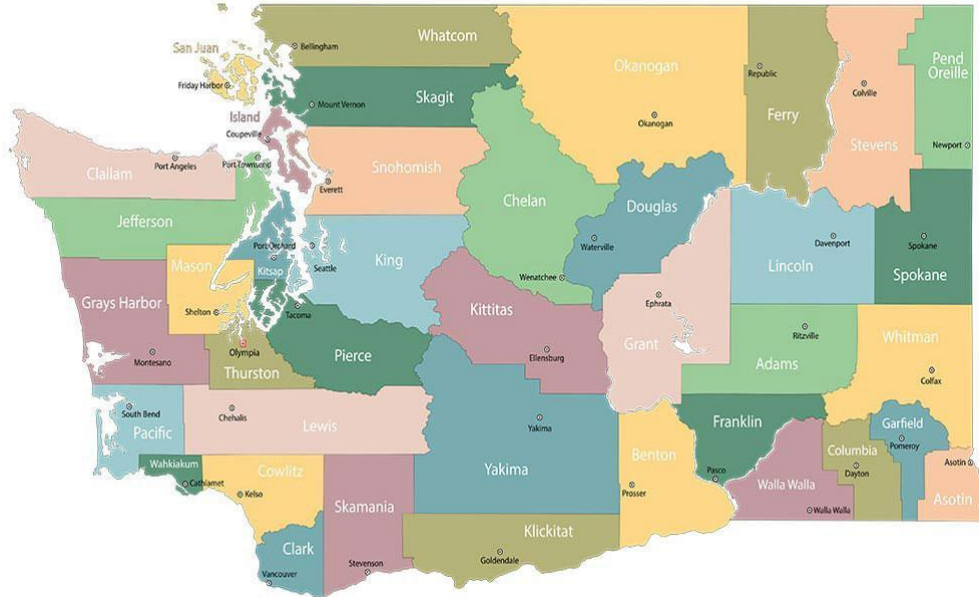 Whatcom
Bellingham
San Juan
Friday Harbor
Skagit
Mount Vernon
Island
Coupeville
Okanogan
Okanogan
Republic
Ferry
Colville
Stevens
Pend
Oreille
Newport
Clallam
Port Angeles
Port Townsend
Jefferson
Snohomish
Everett
Chelan
Wenatchee
Douglas
Waterville
Port Orchard
Kitsap
Seattle
King
Mason
Shelton
Grays Harbor
Montesano
Tacoma
Pierce
Olympia
Thurston
Kittitas
Ellensburg
Ephrata
Grant
Davenport
Lincoln
Spokane
Spokane
Ritzville
Adams
Whitman
Colfax
South Bend
Pacific
Chehalis
Lewis
Yakima
Yakima
Benton
Prosser
Franklin
Pasco
Walla Walla
Walla Walla
Columbia
Dayton
Garfield
Pomeroy
Asotin
Asotin
Wahkiakum
Cathlamet
Cowlitz
Kelso
Skamania
Stevenson
Clark
Vancouver
Klickitat
Goldendale